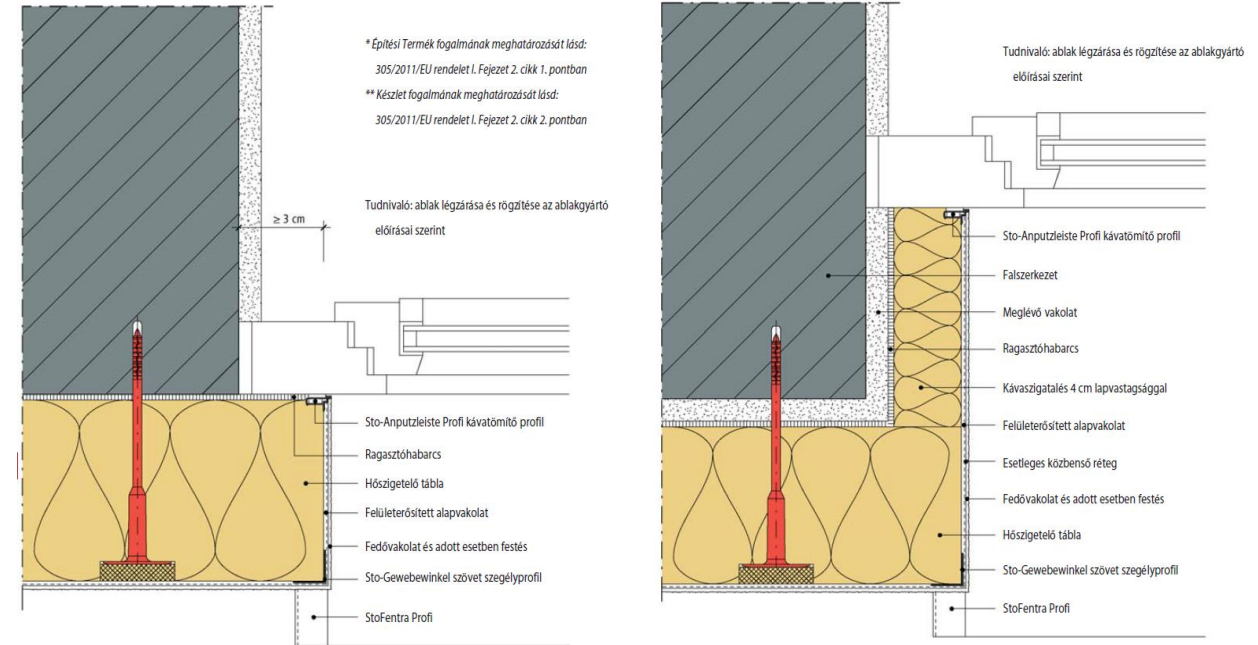 * Építési Termék fogalmának meghatározását lásd:
305/2011/EU rendelet I. Fejezet 2. cikk 1. pontban
** Készlet fogalmának meghatározását lásd:
305/2011/EU rendelet I. Fejezet 2. cikk 2. pontban
Tudnivaló: ablak légzárása és rögzítése az ablakgyártó
előírásai szerint
≥ 3 cm
Sto-Anputzleiste Profi kávatömítő profil
Ragasztóhabarcs
Hőszigetelő tábla
Felületerősített alapvakolat
Fedővakolat és adott esetben festés
Sto-Gewebewinkel szövet szegélyprofil
StoFentra Profi
Tudnivaló: ablak légzárása és rögzítése az ablakgyártó
előírásai szerint
Sto-Anputzleiste Profi kávatömítő profil
Falszerkezet
Meglévő vakolat
Ragasztóhabarcs
Kávaszigatalés 4 cm lapvastagsággal
Felületerősített alapvakolat
Esetleges közbenső réteg
Fedővakolat és adott esetben festés
Hőszigetelő tábla
Sto-Gewebewinkel szövet szegélyprofil
StoFentra Profi